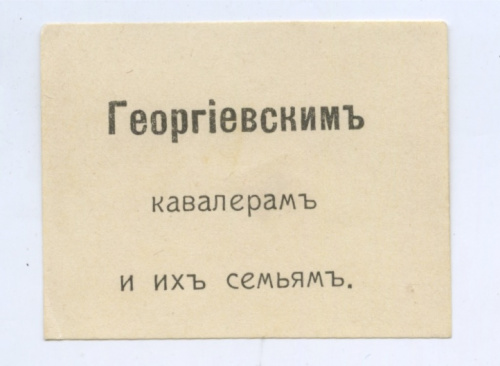 Георгіевскимъ
кавалерамъ
и ихъ семьямъ.